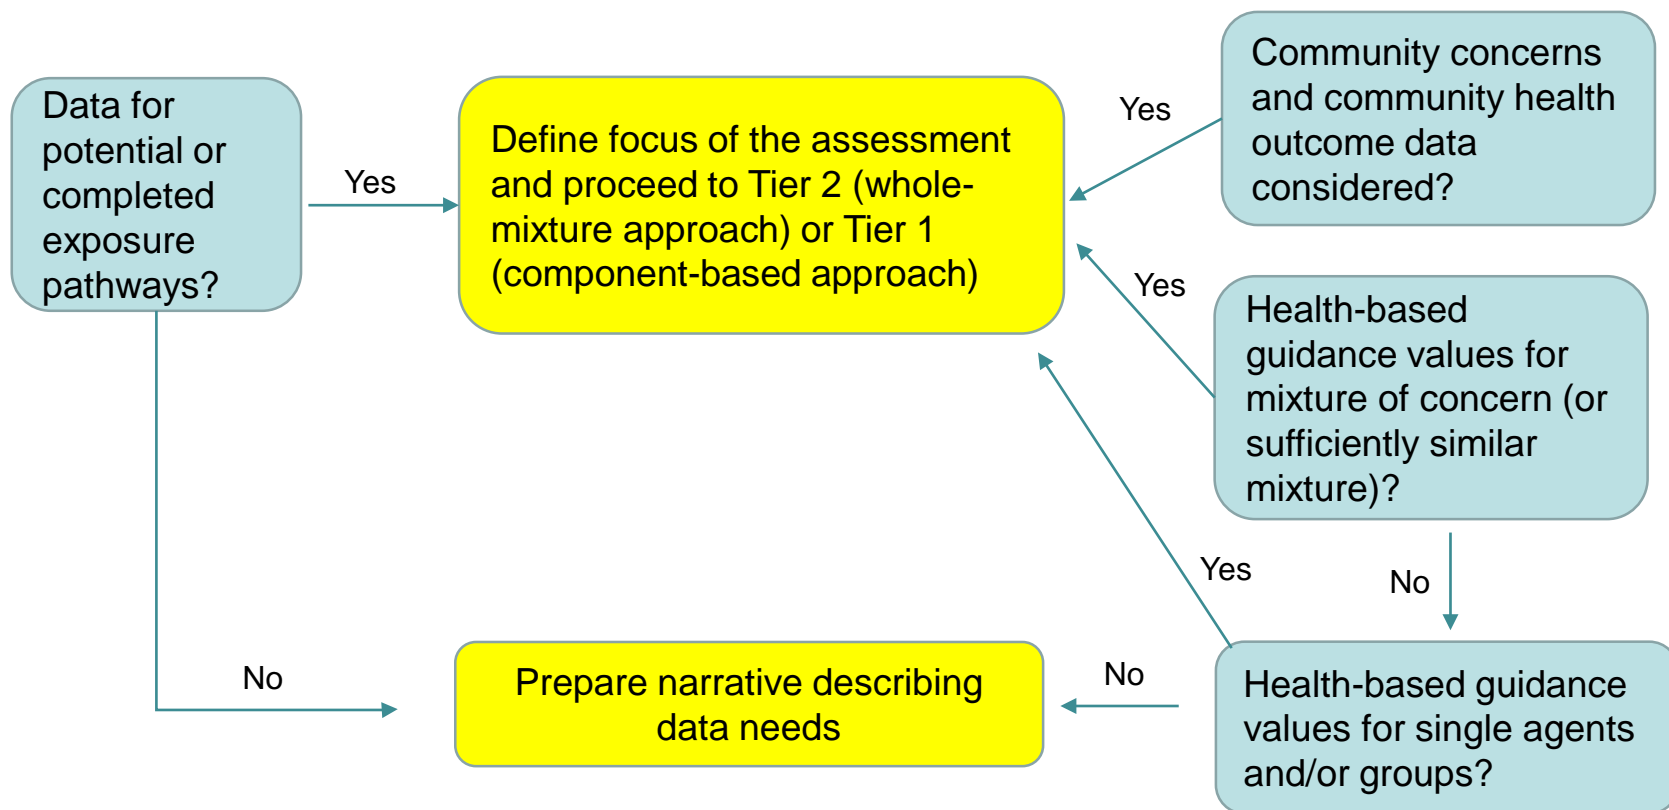 Data for
potential or
completed
exposure
pathways?
Yes
Define focus of the assessment
and proceed to Tier 2 (whole-
mixture approach) or Tier 1
(component-based approach)
Yes
Community concerns
and community health
outcome data
considered?
Yes
Health-based
guidance values for
mixture of concern (or
sufficiently similar
mixture)?
Yes
No
No
Prepare narrative describing
data needs
No
Health-based guidance
values for single agents
and/or groups?